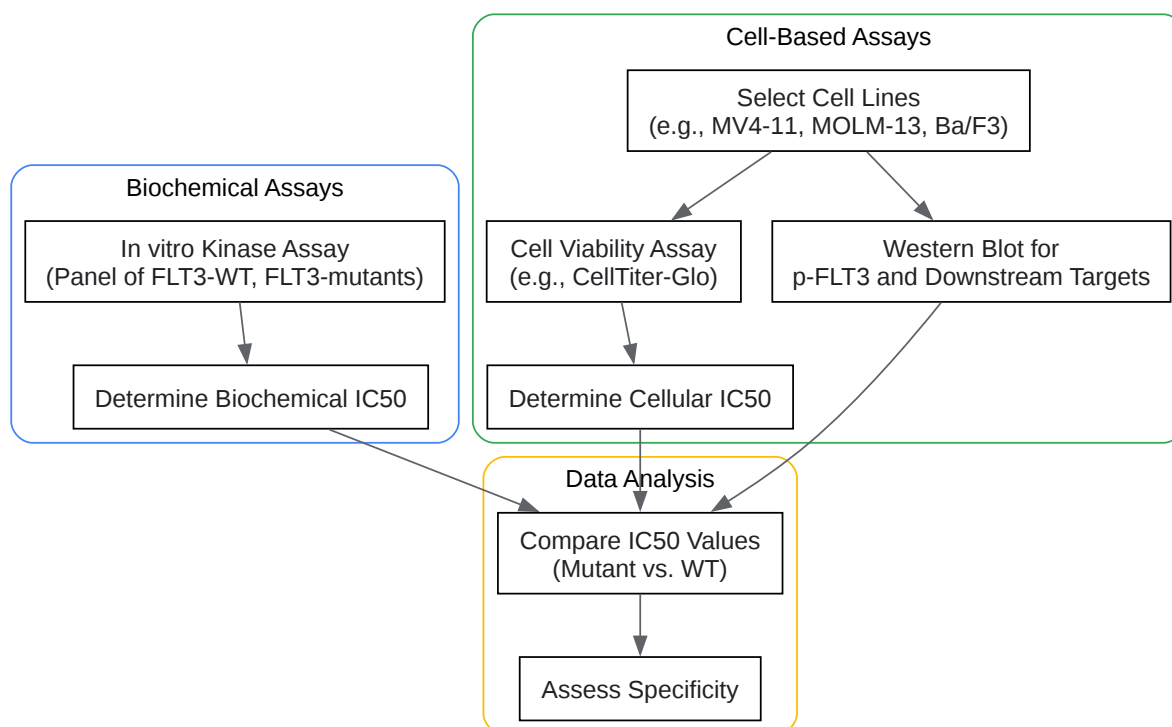 Cell-Based Assays
Select Cell Lines
(e.g., MV4-11, MOLM-13, Ba/F3)
Biochemical Assays
In vitro Kinase Assay
(Panel of FLT3-WT, FLT3-mutants)
Cell Viability Assay
(e.g., CellTiter-Glo)
Western Blot for
p-FLT3 and Downstream Targets
Determine Biochemical IC50
Determine Cellular IC50
Data Analysis
Compare IC50 Values
(Mutant vs. WT)
Assess Specificity